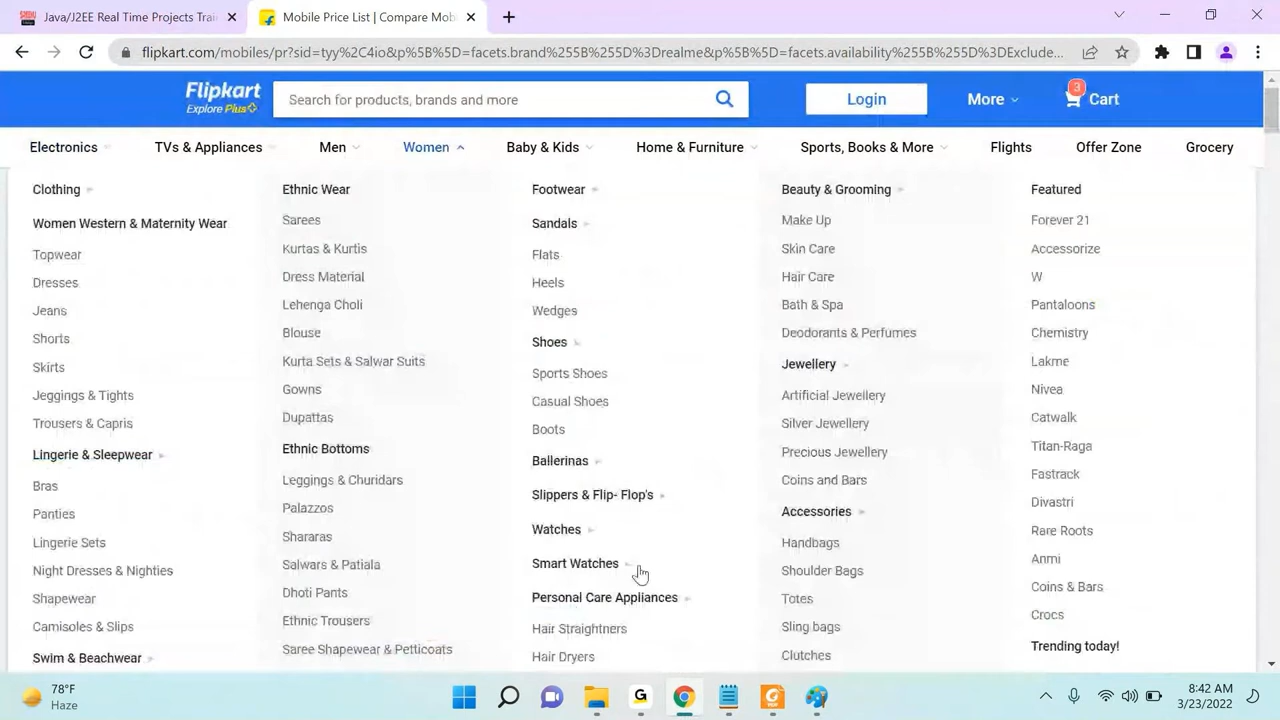 Java/J2EE Real Time Projects Trai
Mobile Price List | Compare Mob
flipkart.com/mobiles/pr?sid=tyy%2C4io&p%5B%5D=facets.brand%255B%255D%3Drealme&p%5B%5D=facets.availability%255B%255D%3DExclude...
Flipkart
Explore Plus
Search for products, brands and more
Login
More
3
Cart
Electronics
TVs & Appliances
Men
Women
Baby & Kids
Home & Furniture
Sports, Books & More
Flights
Offer Zone
Grocery
Clothing
Women Western & Maternity Wear
Topwear
Dresses
Jeans
Shorts
Skirts
Jeggings & Tights
Trousers & Capris
Lingerie & Sleepwear
Bras
Panties
Lingerie Sets
Night Dresses & Nighties
Shapewear
Camisoles & Slips
Swim & Beachwear
Ethnic Wear
Sarees
Kurtas & Kurtis
Dress Material
Lehenga Choli
Blouse
Kurta Sets & Salwar Suits
Gowns
Dupattas
Ethnic Bottoms
Leggings & Churidars
Palazzos
Shararas
Salwars & Patiala
Dhoti Pants
Ethnic Trousers
Saree Shapewear & Petticoats
Footwear
Sandals
Flats
Heels
Wedges
Shoes
Sports Shoes
Casual Shoes
Boots
Ballerinas
Slippers & Flip- Flop's
Watches
Smart Watches
Personal Care Appliances
Hair Straightners
Hair Dryers
Beauty & Grooming
Make Up
Skin Care
Hair Care
Bath & Spa
Deodorants & Perfumes
Jewellery
Artificial Jewellery
Silver Jewellery
Precious Jewellery
Coins and Bars
Accessories
Handbags
Shoulder Bags
Totes
Sling bags
Clutches
Featured
Forever 21
Accessorize
W
Pantaloons
Chemistry
Lakme
Nivea
Catwalk
Titan-Raga
Fastrack
Divastri
Rare Roots
Anmi
Coins & Bars
Crocs
Trending today!
78°F
Haze
8:42 AM
3/23/2022